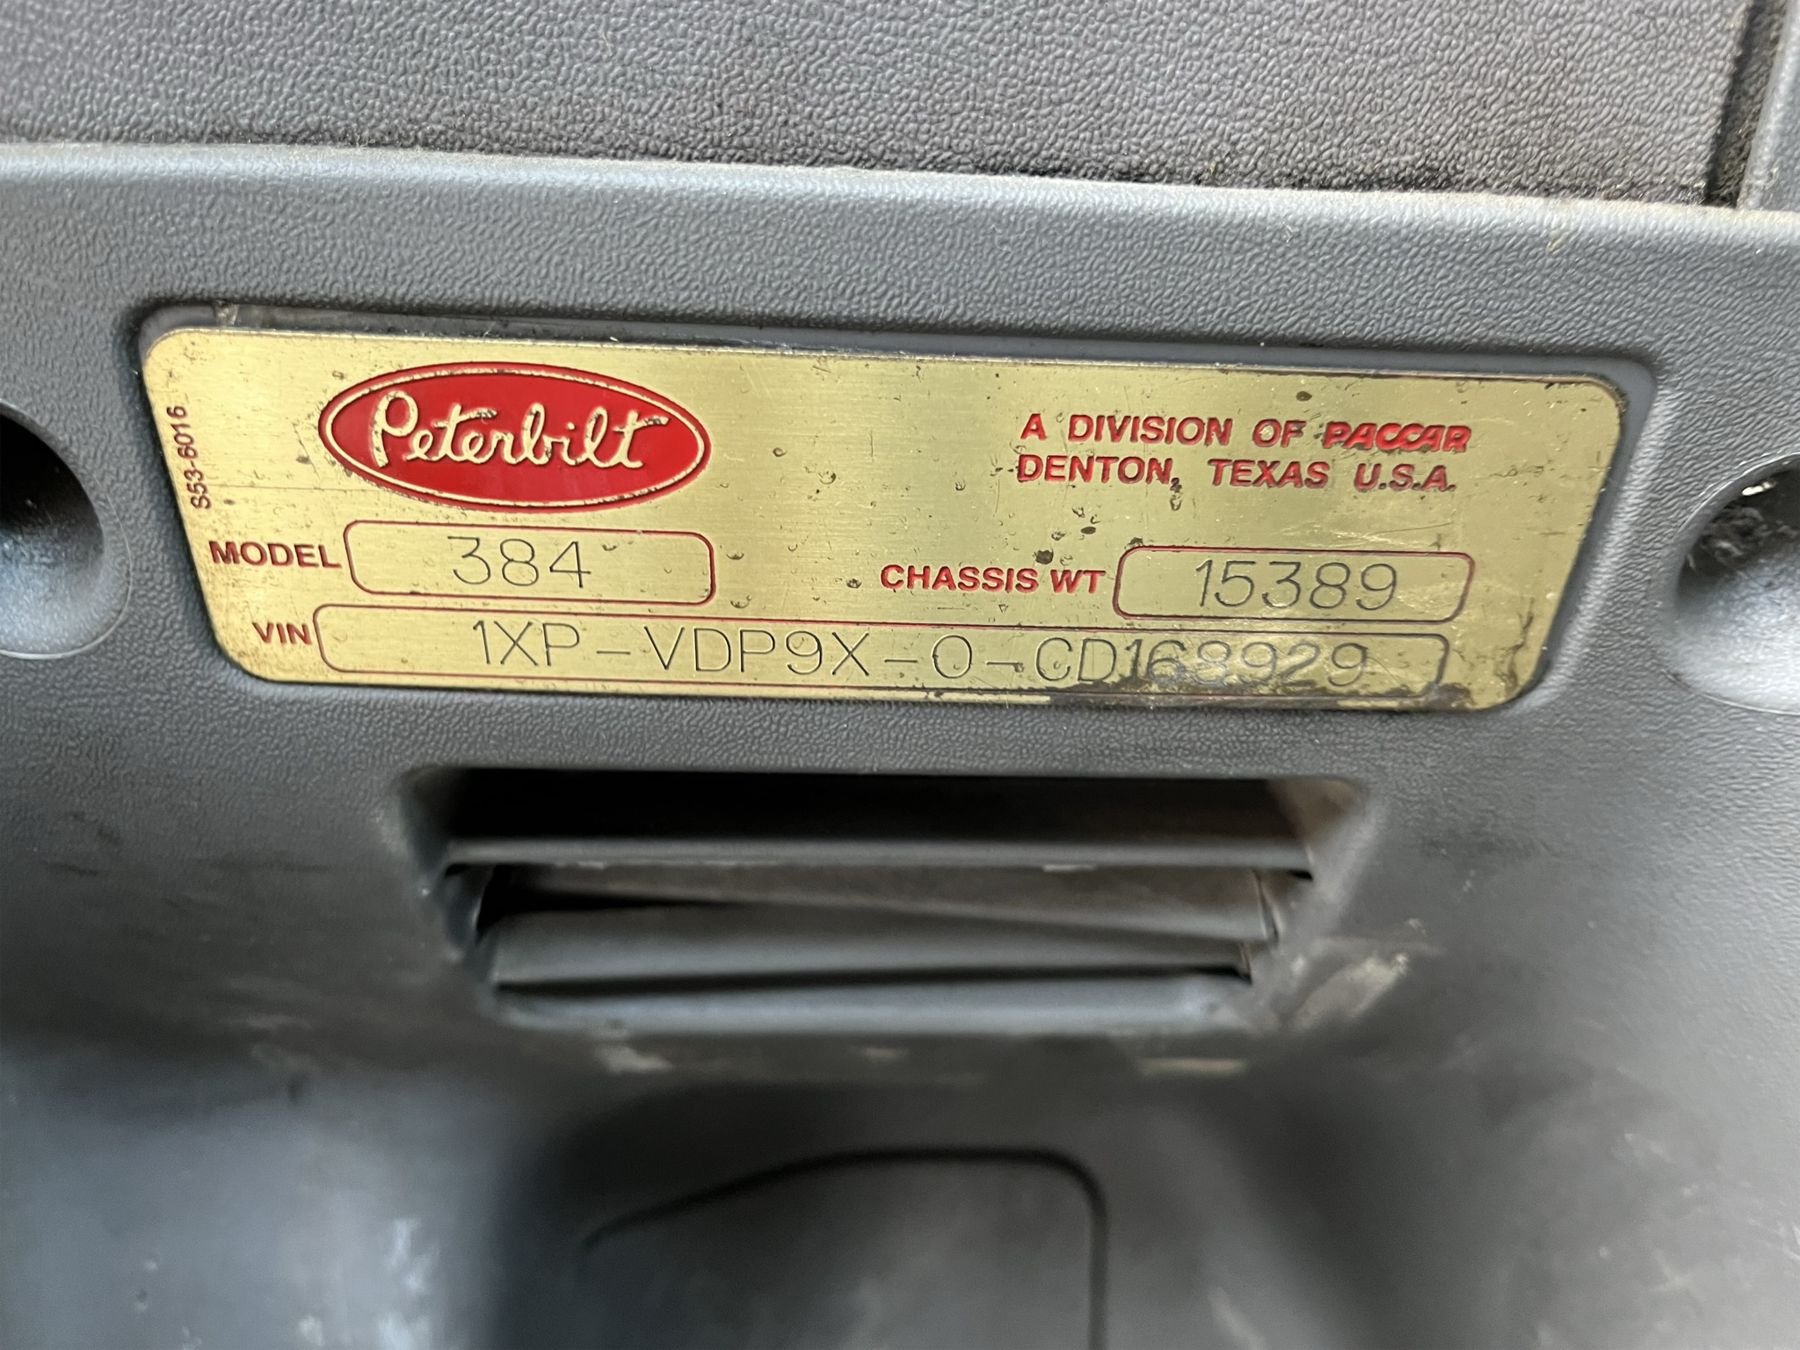 Peterbilt
A DIVISION OF PACCAR
DENTON, TEXAS U.S.A.
S53-6016
MODEL 384
CHASSIS WT 15389
VIN 1XP-VDP9X-0-CD168929